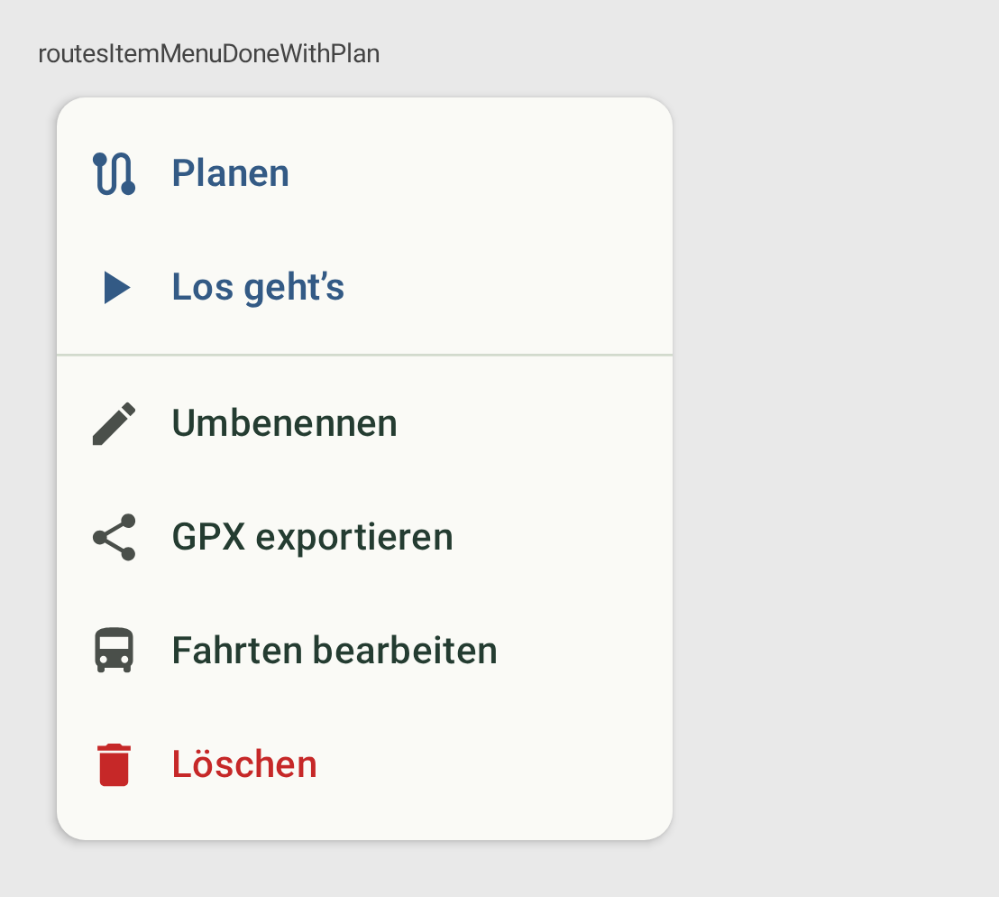 routesItemMenuDoneWithPlan
Planen
Los geht’s
Umbenennen
GPX exportieren
Fahrten bearbeiten
Löschen